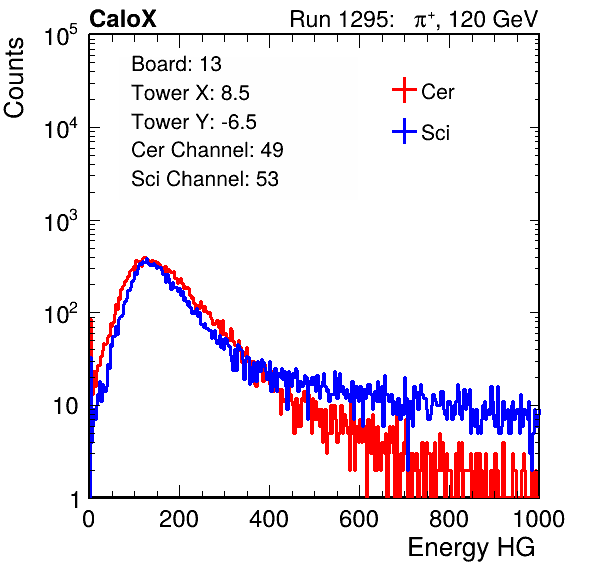 CaloX Run 1295: π⁺, 120 GeV
Counts
10⁵
10⁴
10³
10²
10
1
Board: 13
Tower X: 8.5
Tower Y: -6.5
Cer Channel: 49
Sci Channel: 53
Cer
Sci
0 200 400 600 800 1000
Energy HG